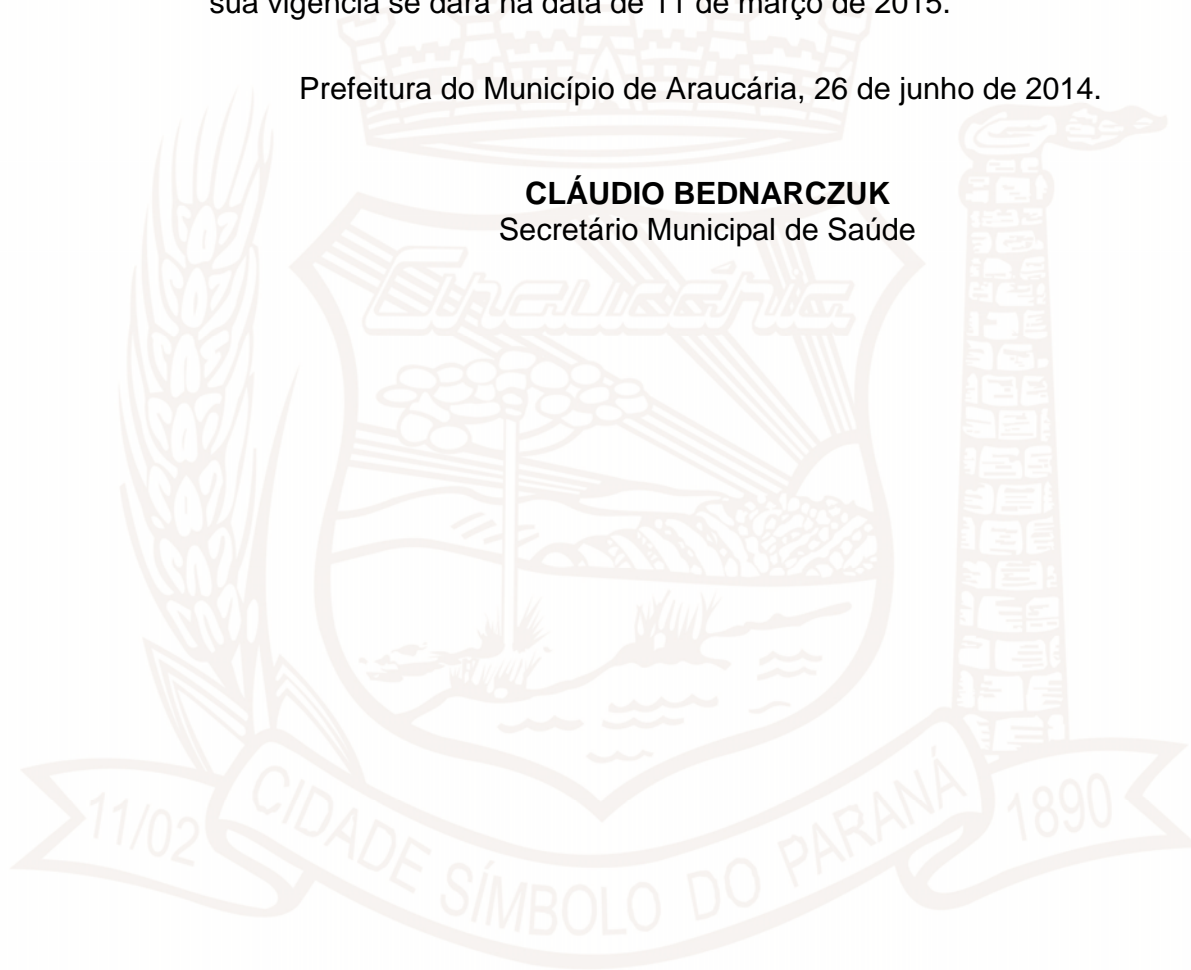 sua vigência se dará na data de 11 de março de 2015.
Prefeitura do Município de Araucária, 26 de junho de 2014.
CLÁUDIO BEDNARCZUK
Secretário Municipal de Saúde
Araucária
11/02
CIDADE SÍMBOLO DO PARANÁ
1890